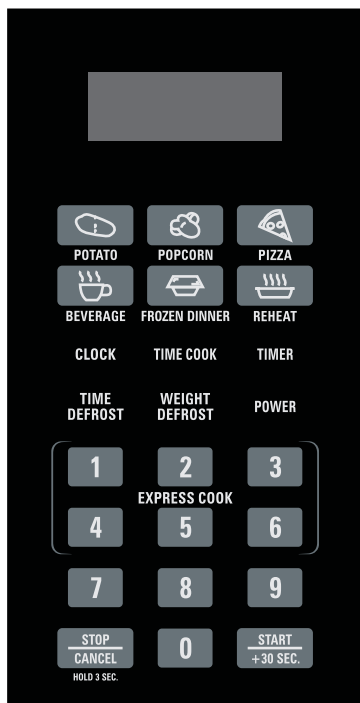 POTATO POPCORN PIZZA
BEVERAGE FROZEN DINNER REHEAT
CLOCK TIME COOK TIMER
TIME DEFROST WEIGHT DEFROST POWER
1 2 3
EXPRESS COOK
4 5 6
7 8 9
STOP
CANCEL
HOLD 3 SEC.
0
START
+30 SEC.